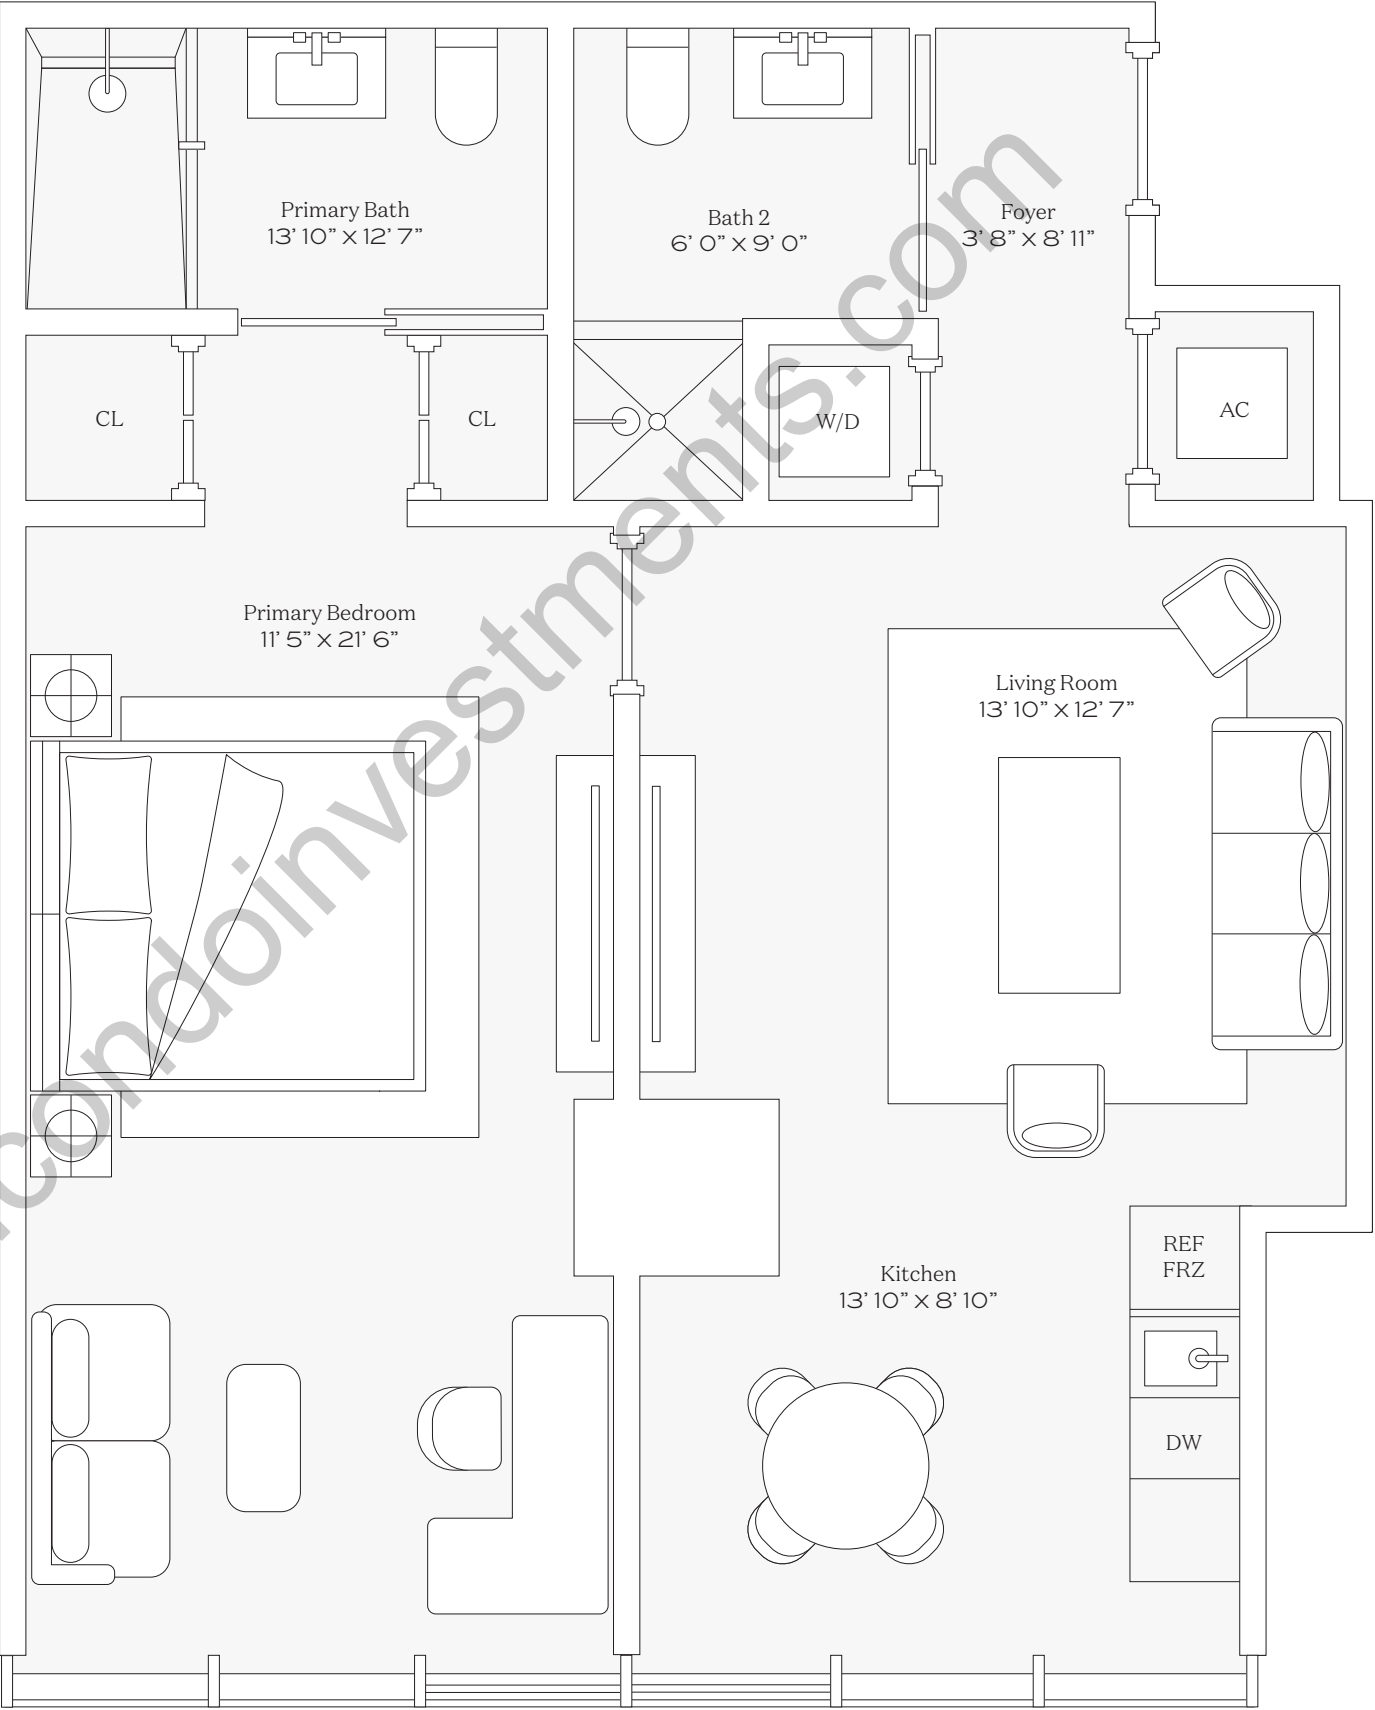 Primary Bath
13' 10" X 12' 7"
Bath 2
6' 0" X 9' 0"
Foyer
3' 8" X 8' 11"
CL
CL
W/D
AC
Primary Bedroom
11' 5" X 21' 6"
Living Room
13' 10" X 12' 7"
REF
FRZ
Kitchen
13' 10" X 8' 10"
DW
condoinvestments.com